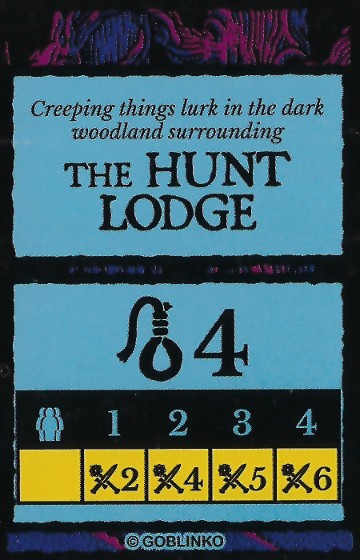 Creeping things lurk in the dark
woodland surrounding
THE HUNT
LODGE
4
1 2 3 4
2 4 5 6
© GOBLINKO